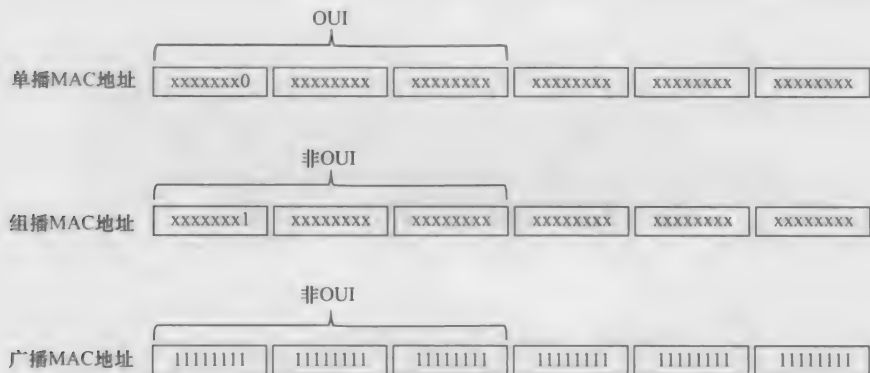 OUI
单播MAC地址 xxxxxxx0 xxxxxxxx xxxxxxxx xxxxxxxx xxxxxxxx xxxxxxxx
非OUI
组播MAC地址 xxxxxxx1 xxxxxxxx xxxxxxxx xxxxxxxx xxxxxxxx xxxxxxxx
非OUI
广播MAC地址 11111111 11111111 11111111 11111111 11111111 11111111